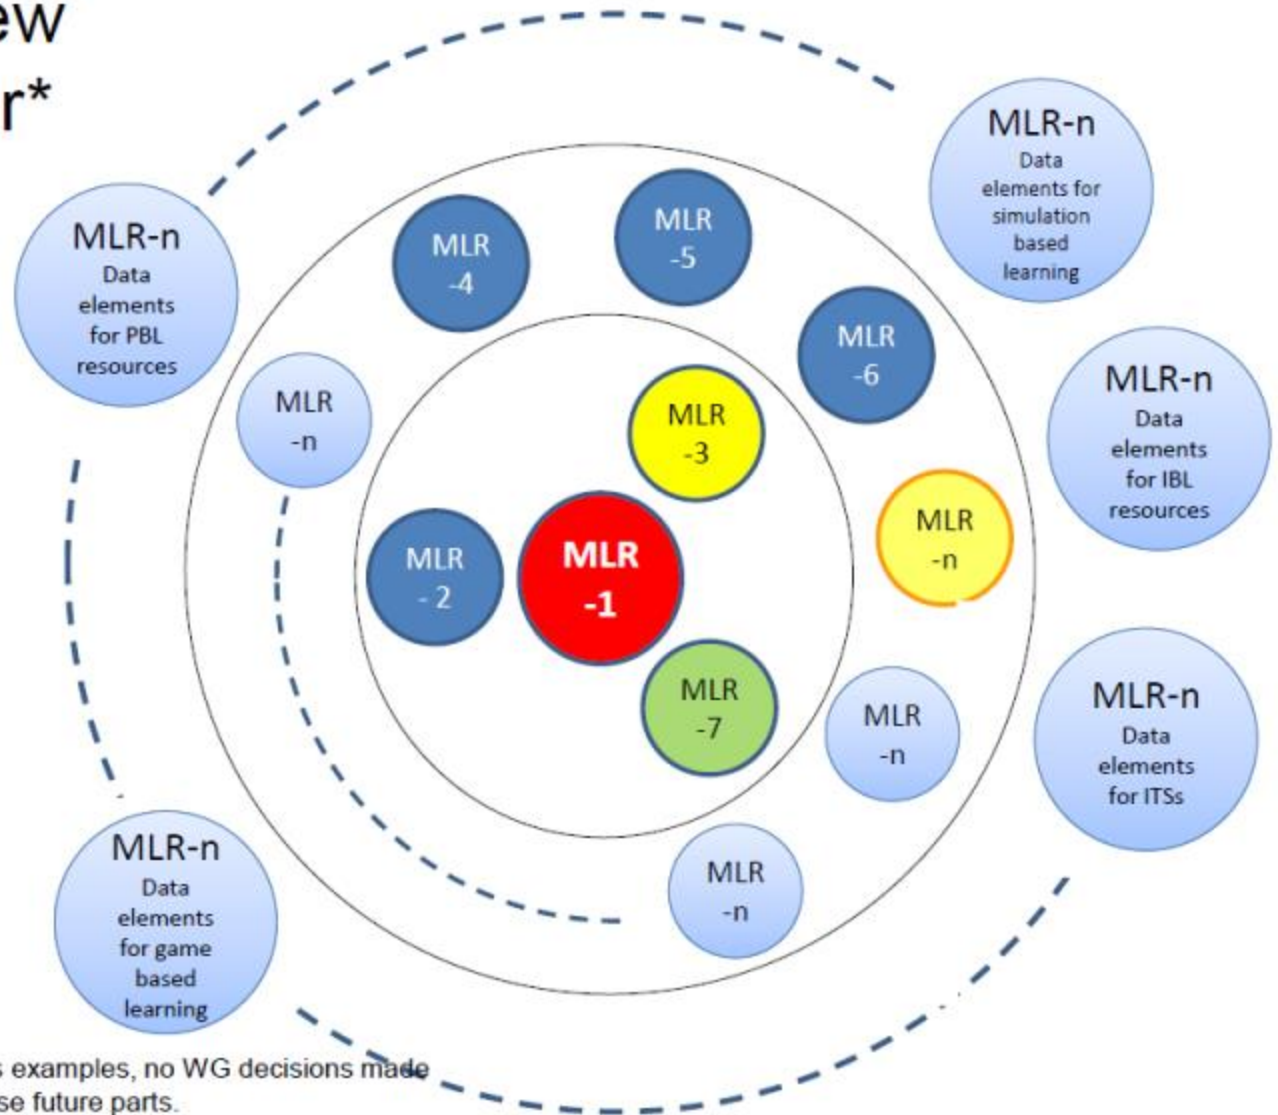 MLR-n
Data
elements for
simulation
based
learning
MLR-n
Data
elements
for PBL
resources
MLR
-4
MLR
-5
MLR
-6
MLR-n
Data
elements
for IBL
resources
MLR
-n
MLR
-3
MLR
-n
MLR
- 2
MLR
-1
MLR
-7
MLR
-n
MLR-n
Data
elements
for ITSs
MLR
-n
MLR-n
Data
elements
for game
based
learning
examples, no WG decisions made
future parts.